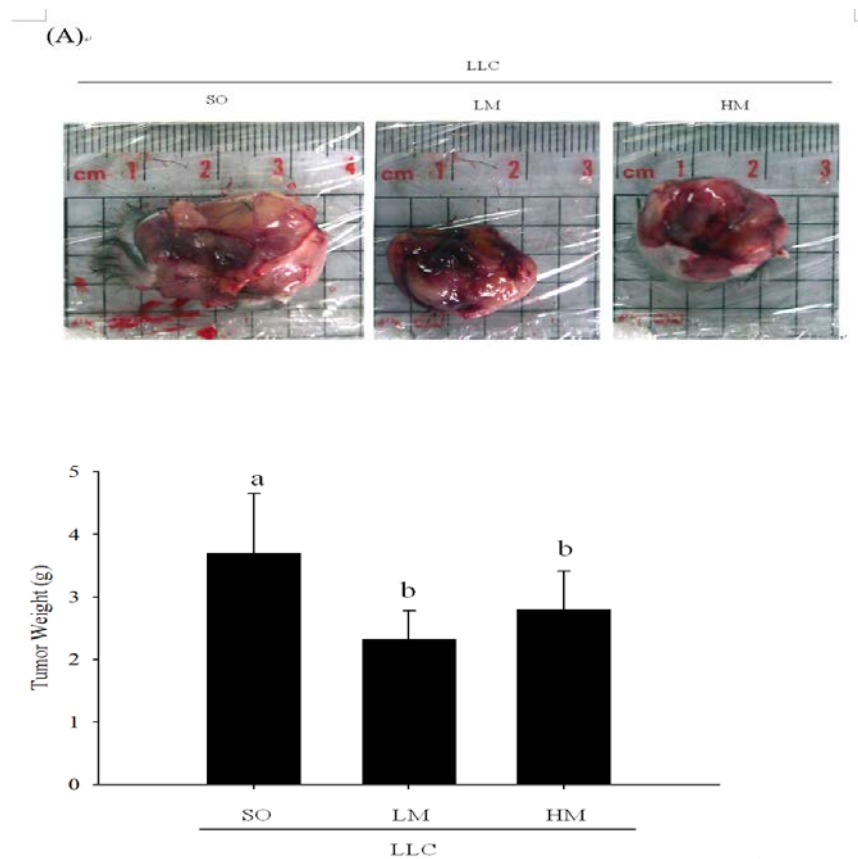 (A)
LLC
SO LM HM
cm 1 2 3 4
cm 1 2 3
cm 1 2 3
5
a
4
b
b
3
Tumor Weight (g)
2
1
0
SO LM HM
LLC